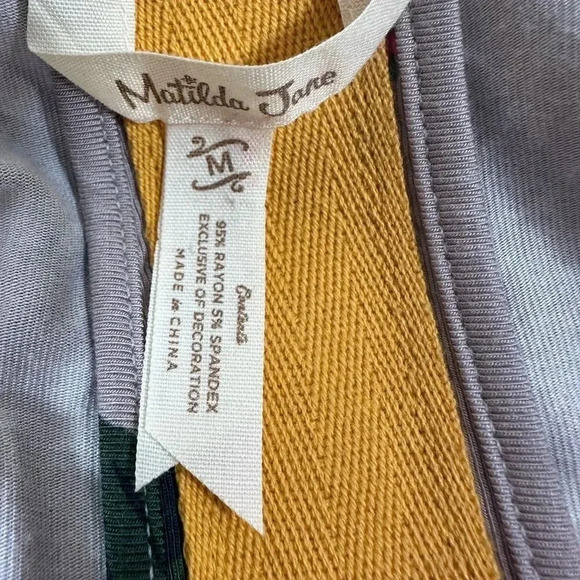 Matilda Jane
M
Contents
95% RAYON 5% SPANDEX
EXCLUSIVE OF DECORATION
MADE in CHINA